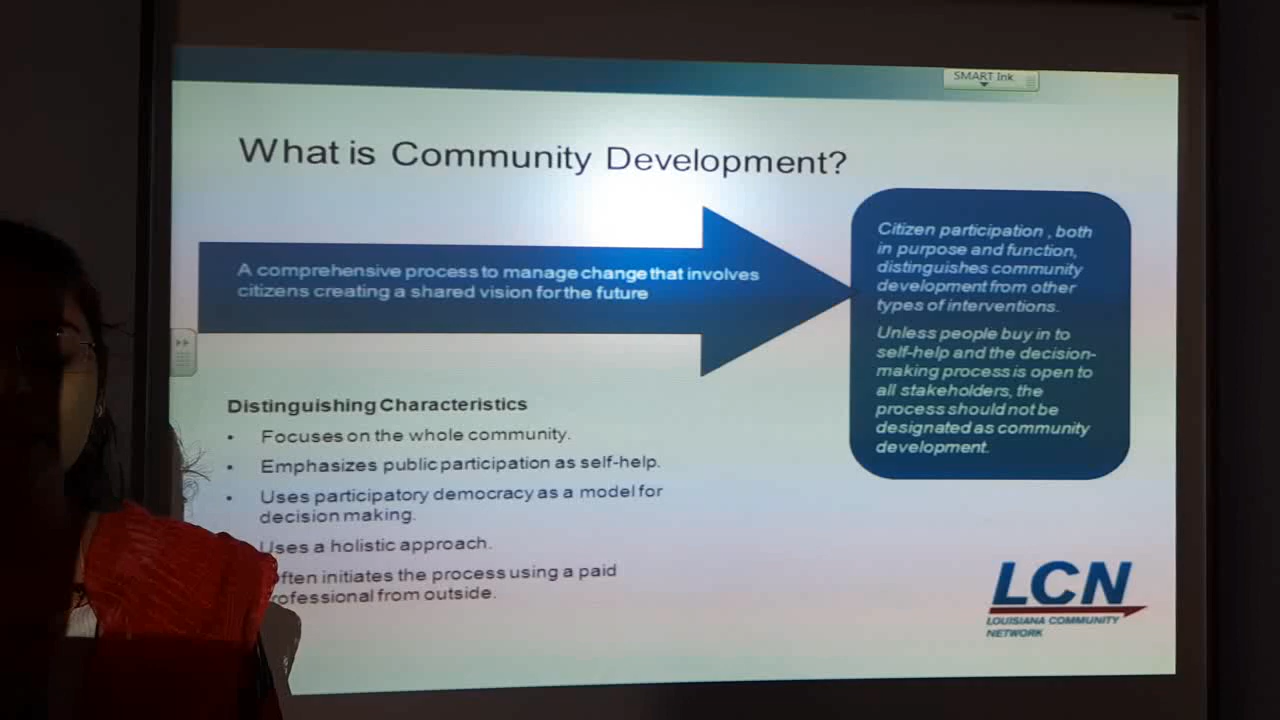 SMART Ink
What is Community Development?
A comprehensive process to manage change that involves
citizens creating a shared vision for the future
Citizen participation , both
in purpose and function,
distinguishes community
development from other
types of interventions.
Unless people buy in to
self-help and the decision-
making process is open to
all stakeholders, the
process should not be
designated as community
development.
Distinguishing Characteristics
• Focuses on the whole community.
• Emphasizes public participation as self-help.
• Uses participatory democracy as a model for
decision making.
Uses a holistic approach.
ften initiates the process using a paid
rofessional from outside.
LCN
LOUISIANA COMMUNITY
NETWORK